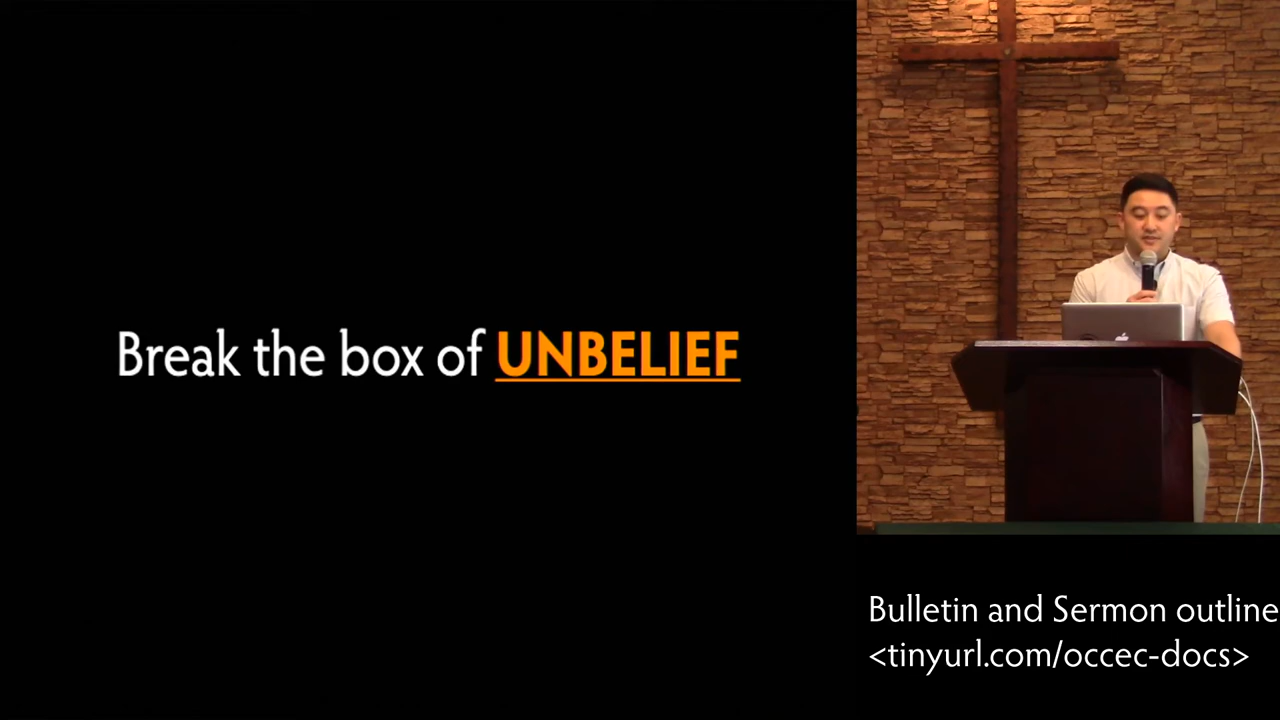 Break the box of UNBELIEF
Bulletin and Sermon outline
<tinyurl.com/occec-docs>